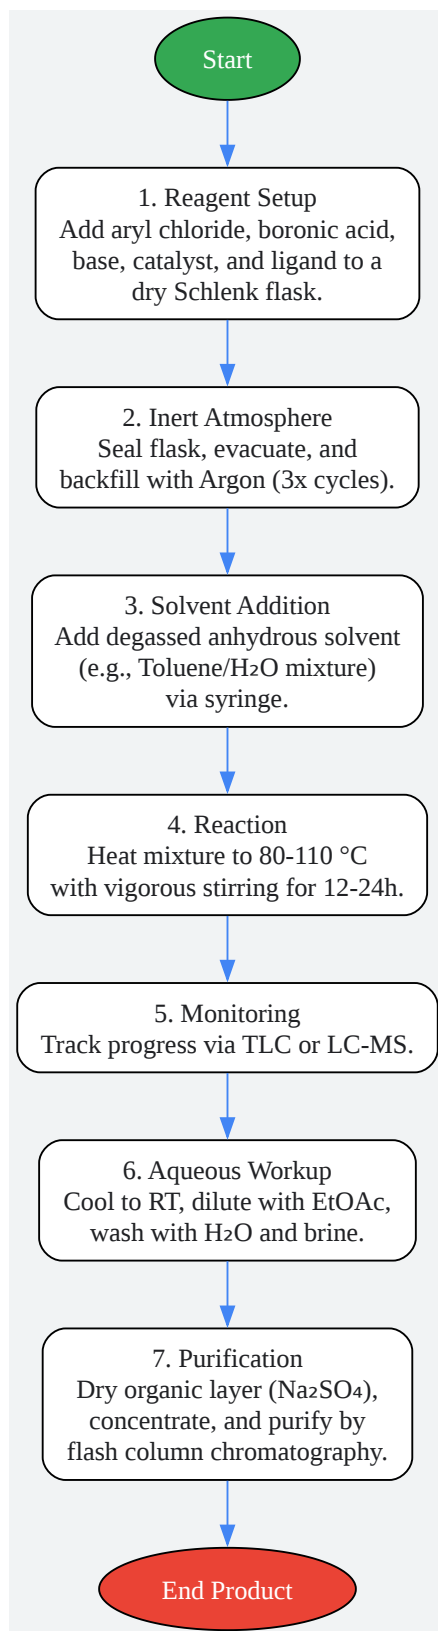 Start
1. Reagent Setup
Add aryl chloride, boronic acid,
base, catalyst, and ligand to a
dry Schlenk flask.
2. Inert Atmosphere
Seal flask, evacuate, and
backfill with Argon (3x cycles).
3. Solvent Addition
Add degassed anhydrous solvent
(e.g., Toluene/H₂O mixture)
via syringe.
4. Reaction
Heat mixture to 80-110 °C
with vigorous stirring for 12-24h.
5. Monitoring
Track progress via TLC or LC-MS.
6. Aqueous Workup
Cool to RT, dilute with EtOAc,
wash with H₂O and brine.
7. Purification
Dry organic layer (Na₂SO₄),
concentrate, and purify by
flash column chromatography.
End Product